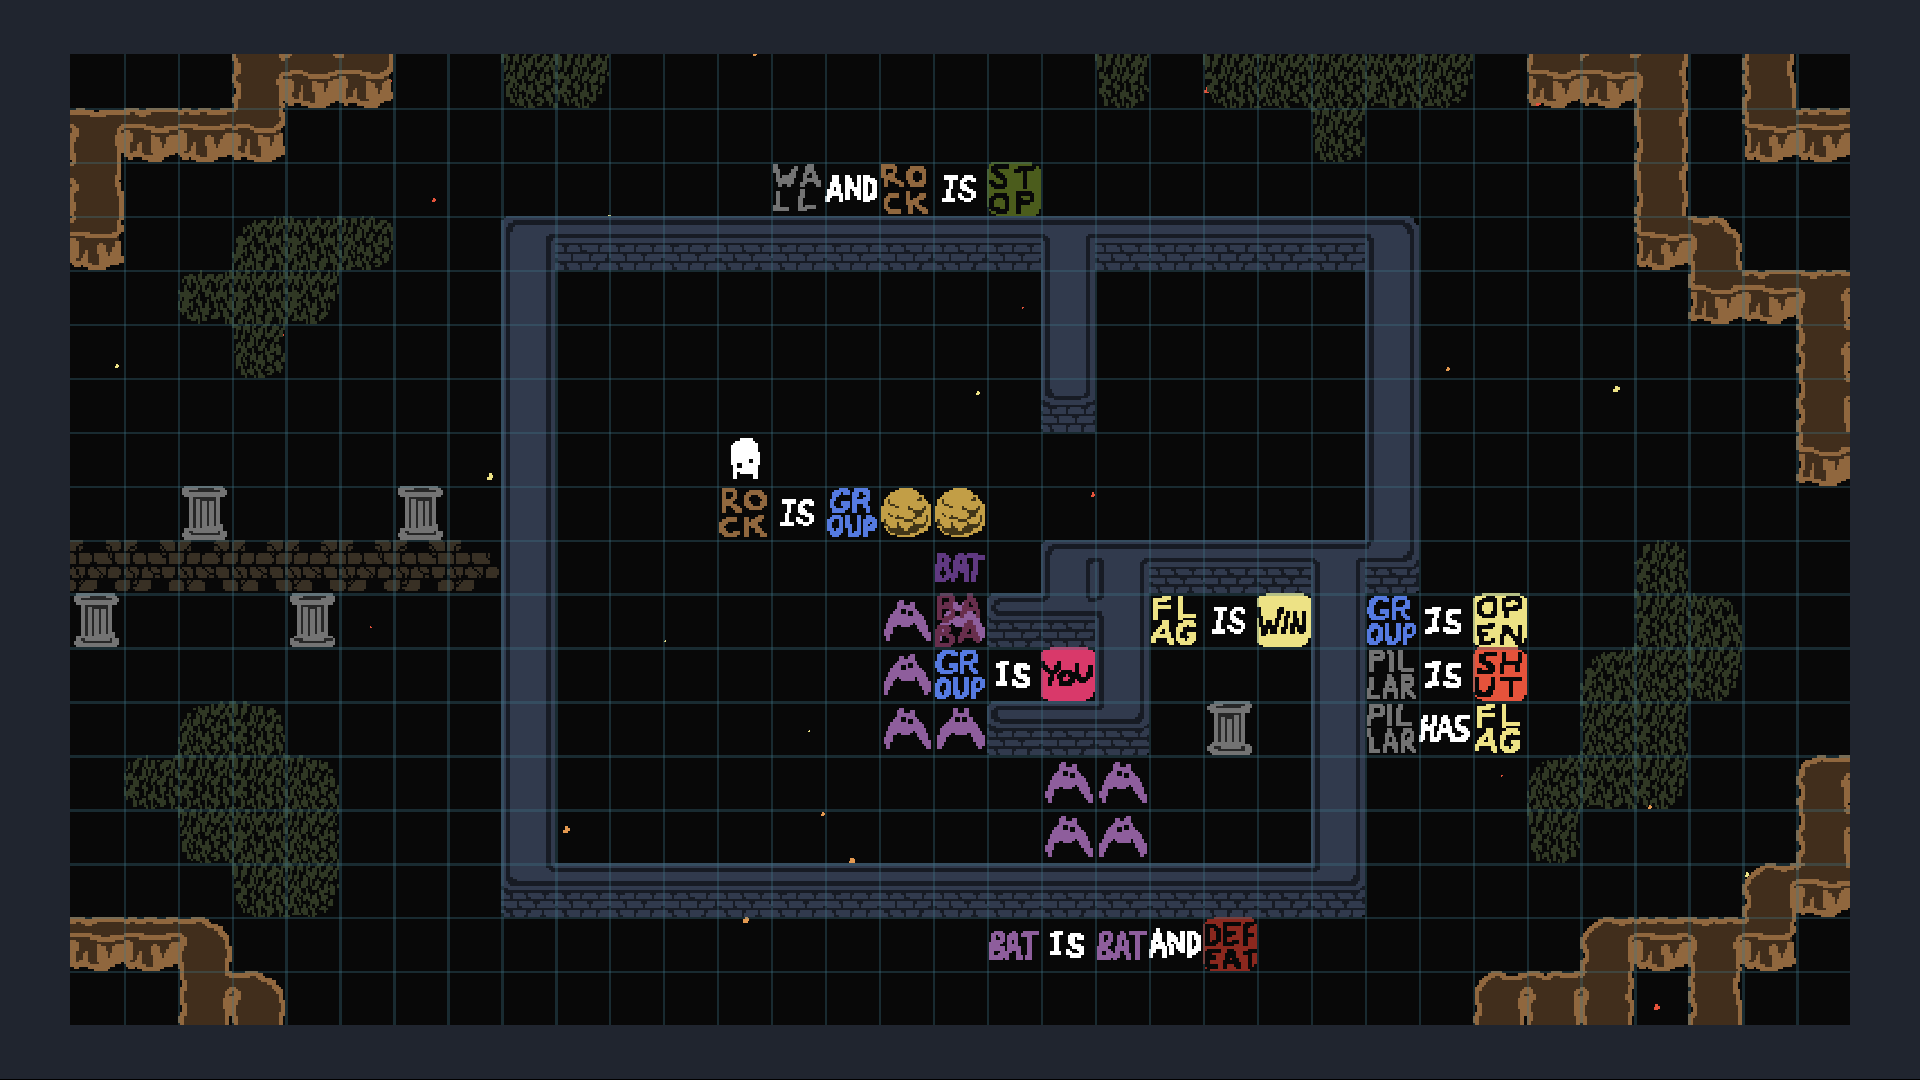 WALL AND ROCK IS STOP
ROCK IS GROUP
BAT
BABA
FLAG IS WIN
GROUP IS OPEN
GROUP IS YOU
PILLAR IS SHUT
PILLAR HAS FLAG
BAT IS BAT AND DEFEAT